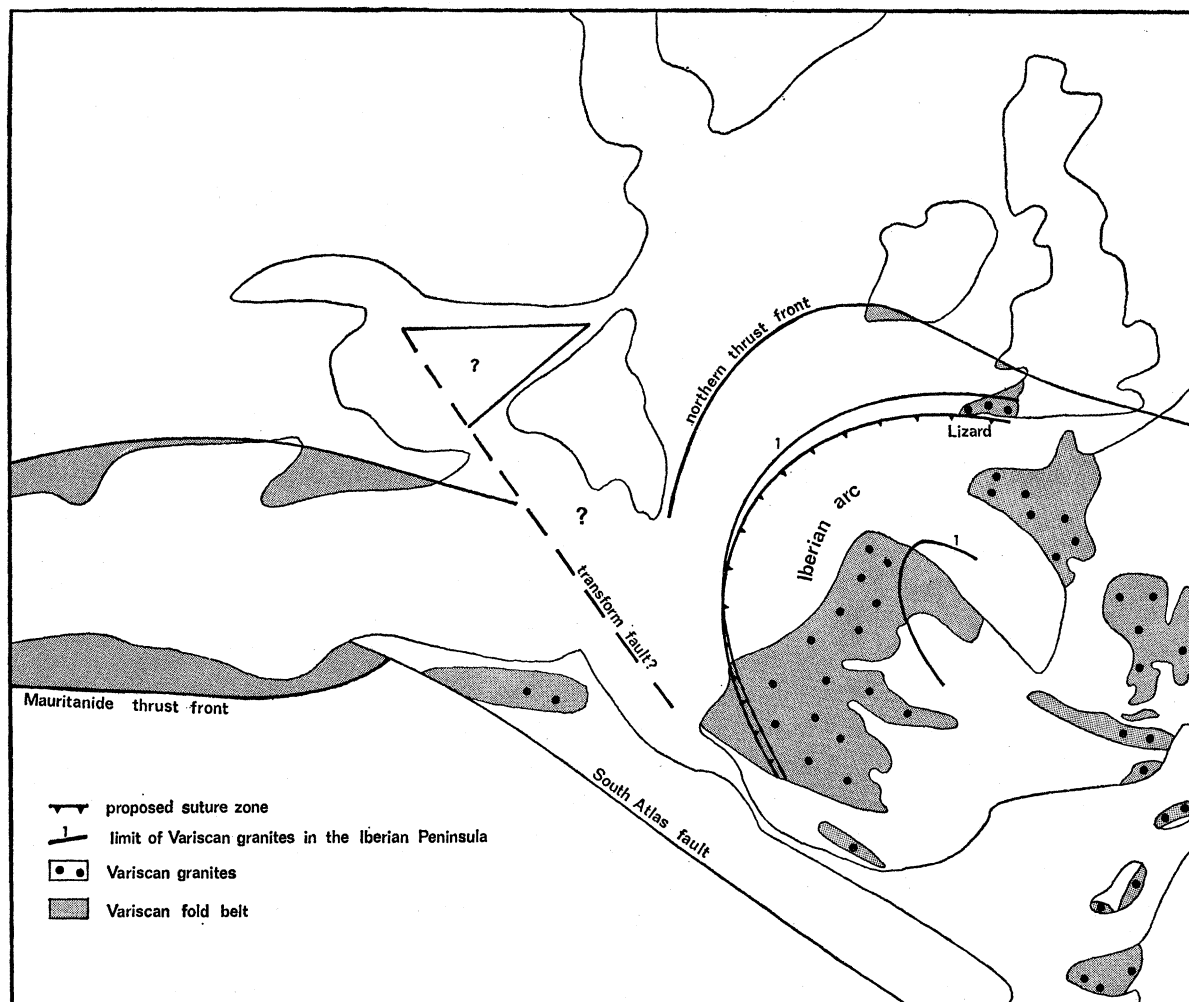 northern thrust front
?
1
Lizard
Iberian arc
?
1
transform fault?
Mauritanide thrust front
South Atlas fault
proposed suture zone
1 limit of Variscan granites in the Iberian Peninsula
Variscan granites
Variscan fold belt